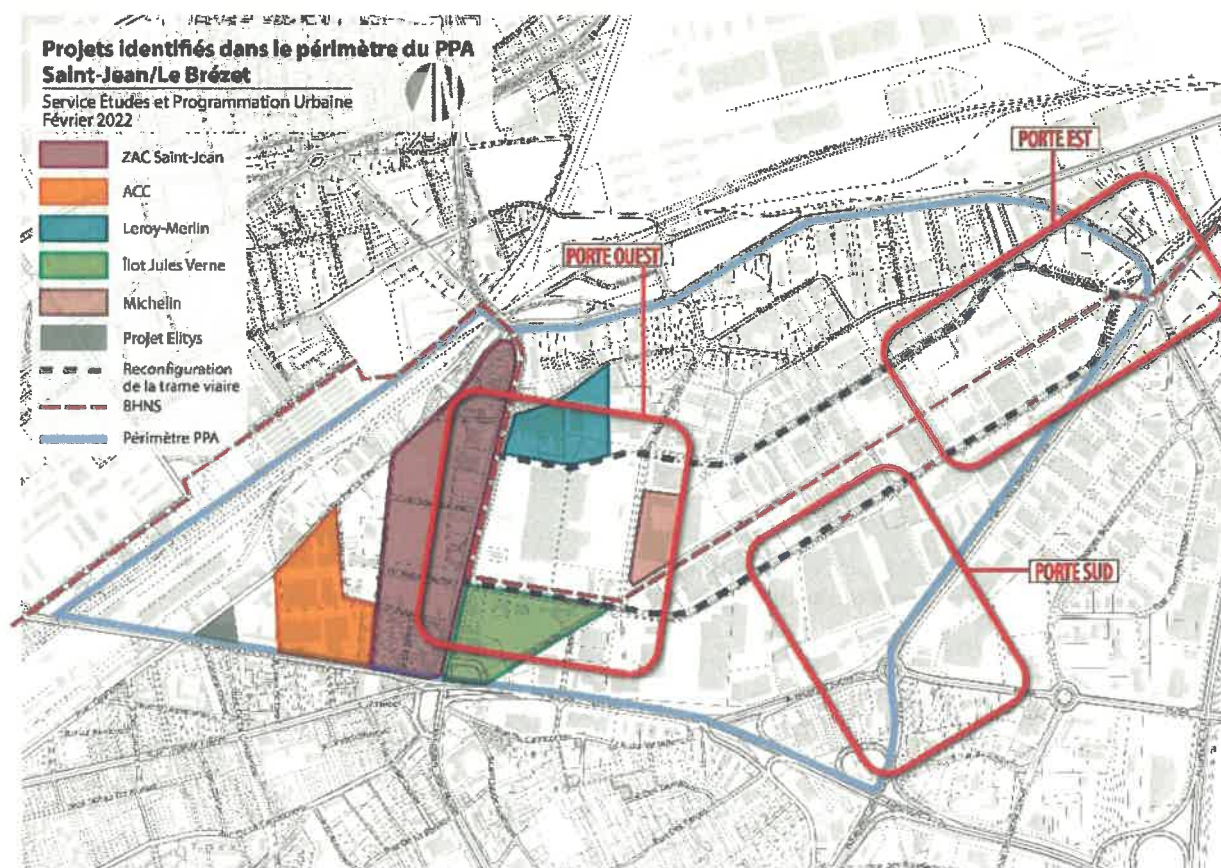 Projets identifiés dans le périmètre du PPA
Saint-Jean/Le Brézet
Service Études et Programmation Urbaine
Février 2022
ZAC Saint-Jean
ACC
Leroy-Merlin
Îlot Jules Verne
Michelin
Projet Elitys
Reconfiguration
de la trame viaire
BHNS
Périmètre PPA
PORTE EST
PORTE OUEST
PORTE SUD